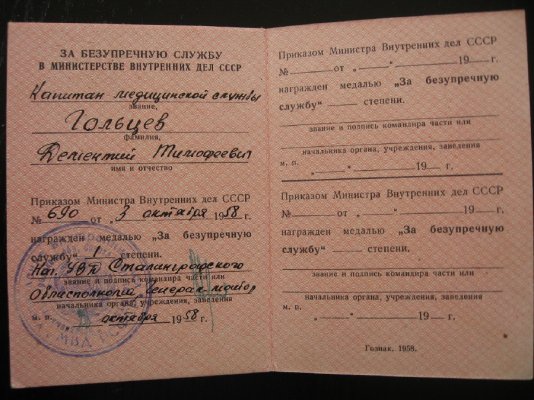 ЗА БЕЗУПРЕЧНУЮ СЛУЖБУ
В МИНИСТЕРСТВЕ ВНУТРЕННИХ ДЕЛ СССР
Капитан медицинской службы
звание,
Гольцев
фамилия,
Дементий Тимофеевич
имя и отчество
Приказом Министра Внутренних дел СССР
№ 690 от 3 октября 1958 г.
награжден медалью „За безупречную
службу“ 1 степени.
Нач. УВД Сталинградского
звание и подпись командира части или
Облисполкома генерал-майор
начальника органа, учреждения, заведения
м. п. октября 1958 г.
Приказом Министра Внутренних дел СССР
№ от „ “ 19 г.
награжден медалью „За безупречную
службу“ степени.
звание и подпись командира части или
начальника органа, учреждения, заведения
м. п. „ “ 19 г.
Приказом Министра Внутренних дел СССР
№ от „ “ 19 г.
награжден медалью „За безупречную
службу“ степени.
звание и подпись командира части или
начальника органа, учреждения, заведения
м. п. „ “ 19 г.
Гознак. 1958.